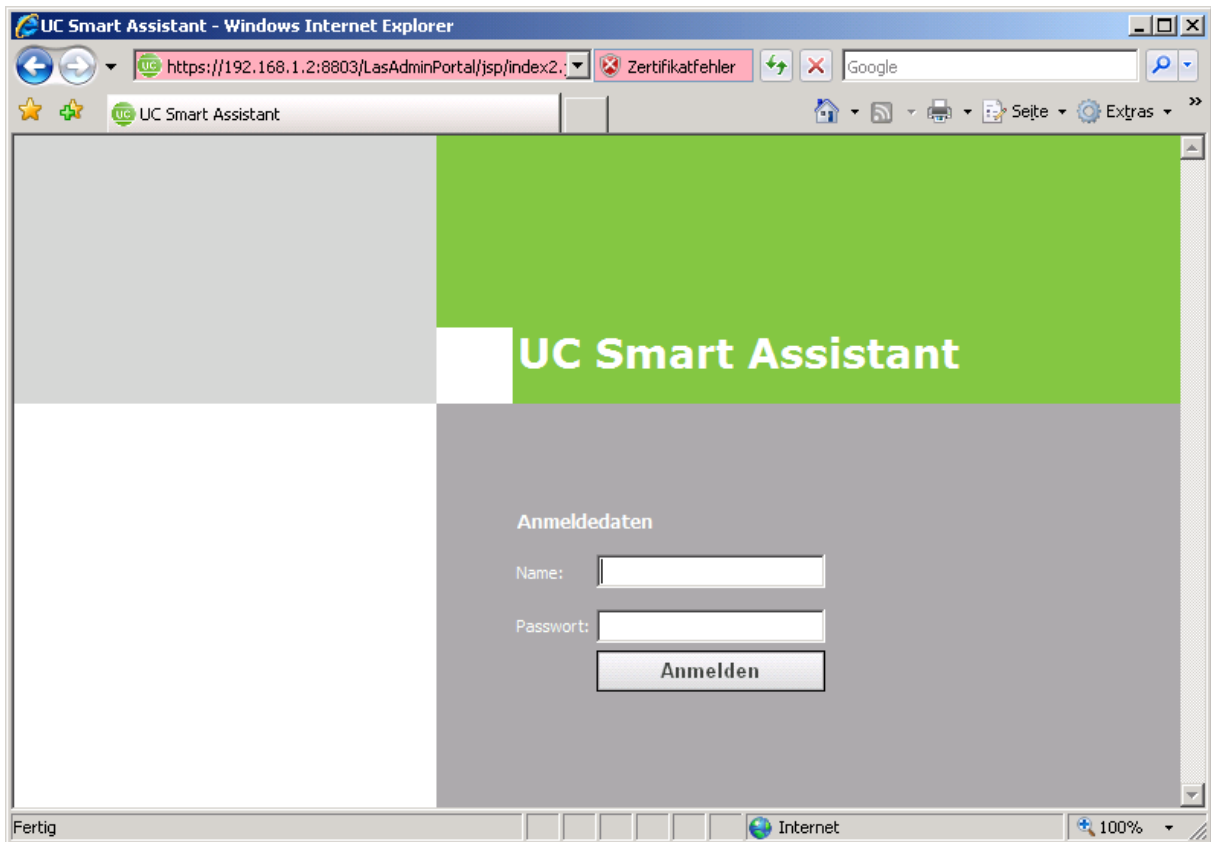 UC Smart Assistant - Windows Internet Explorer
https://192.168.1.2:8803/LasAdminPortal/jsp/index2. Zertifikatfehler Google
UC Smart Assistant Seite Extras »
UC Smart Assistant
Anmeldedaten
Name:
Passwort:
Anmelden
Fertig Internet 100%